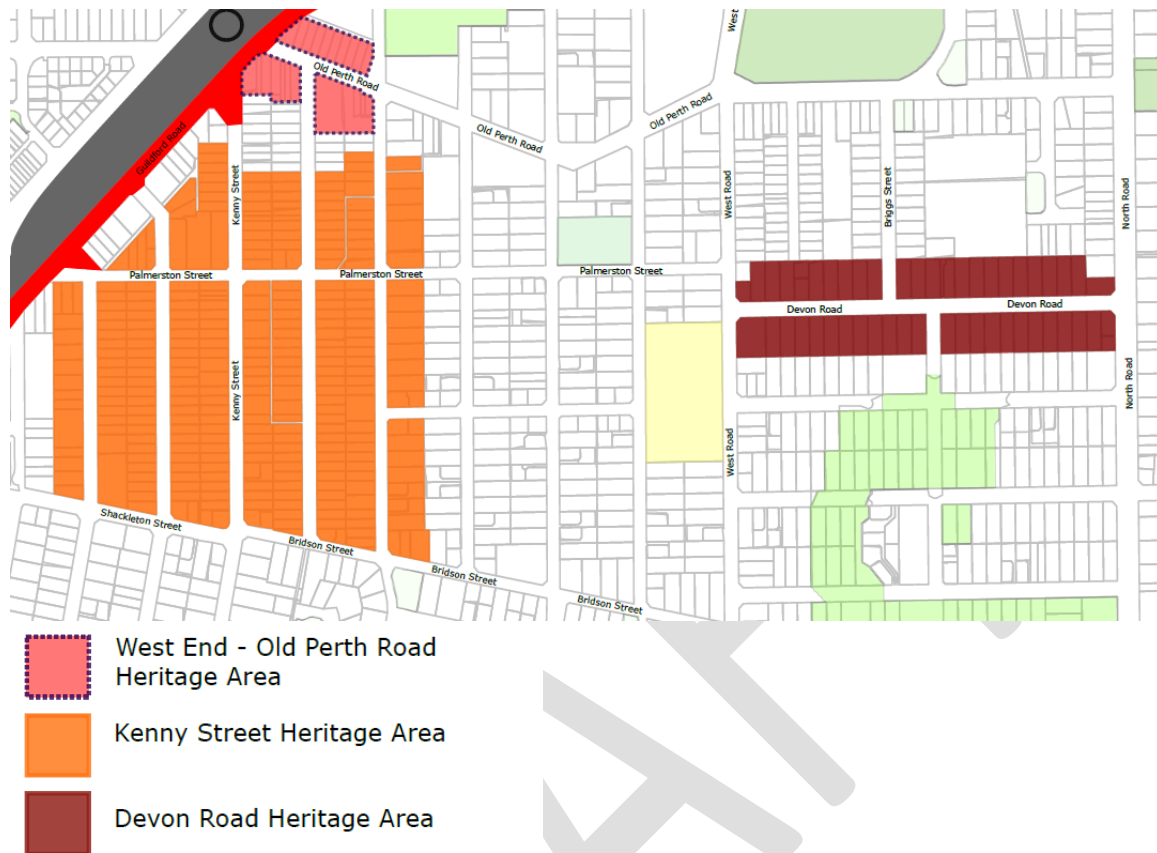 West
Old Perth Road
Old Perth Road
Old Perth Road
Guildford Road
Kenny Street
West Road
Briggs Street
North Road
Palmerston Street
Palmerston Street
Palmerston Street
Devon Road
Devon Road
Kenny Street
North Road
West Road
Shackleton Street
Bridson Street
Bridson Street
Bridson Street
West End - Old Perth Road
Heritage Area
Kenny Street Heritage Area
Devon Road Heritage Area